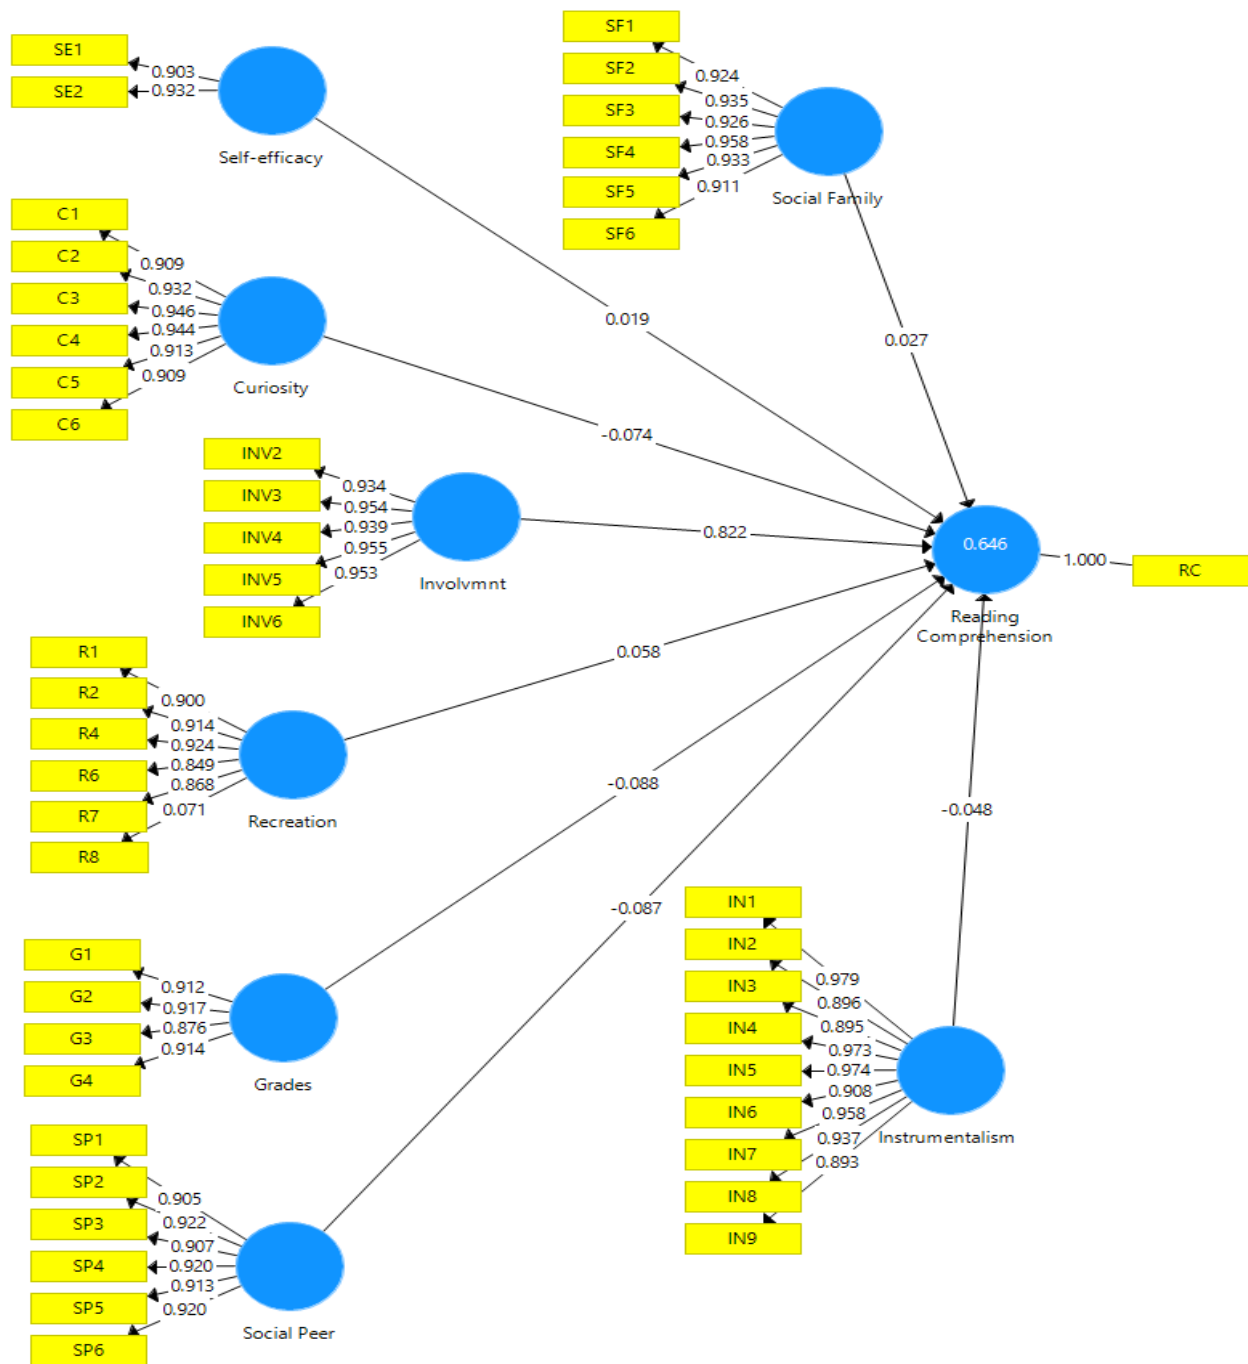 SE1
SE2
0.903
0.932
Self-efficacy
SF1
SF2
SF3
SF4
SF5
SF6
0.924
0.935
0.926
0.958
0.933
0.911
Social Family
C1
C2
C3
C4
C5
C6
0.909
0.932
0.946
0.944
0.913
0.909
Curiosity
0.019
0.027
-0.074
INV2
INV3
INV4
INV5
INV6
0.934
0.954
0.939
0.955
0.953
Involvmnt
0.822
0.646
Reading
Comprehension
1.000
RC
R1
R2
R4
R6
R7
R8
0.900
0.914
0.924
0.849
0.868
0.071
Recreation
0.058
-0.088
-0.087
-0.048
G1
G2
G3
G4
0.912
0.917
0.876
0.914
Grades
IN1
IN2
IN3
IN4
IN5
IN6
IN7
IN8
IN9
0.979
0.896
0.895
0.973
0.974
0.908
0.958
0.937
0.893
Instrumentalism
SP1
SP2
SP3
SP4
SP5
SP6
0.905
0.922
0.907
0.920
0.913
0.920
Social Peer